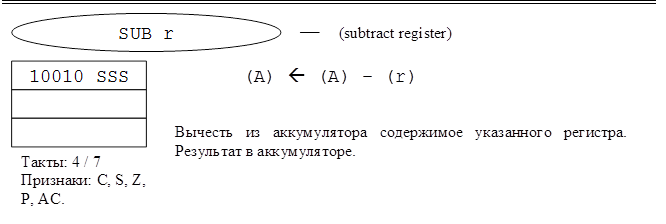 SUB r — (subtract register)
10010 SSS
(A) ← (A) – (r)
Вычесть из аккумулятора содержимое указанного регистра.
Результат в аккумуляторе.
Такты: 4 / 7
Признаки: C, S, Z,
P, AC.